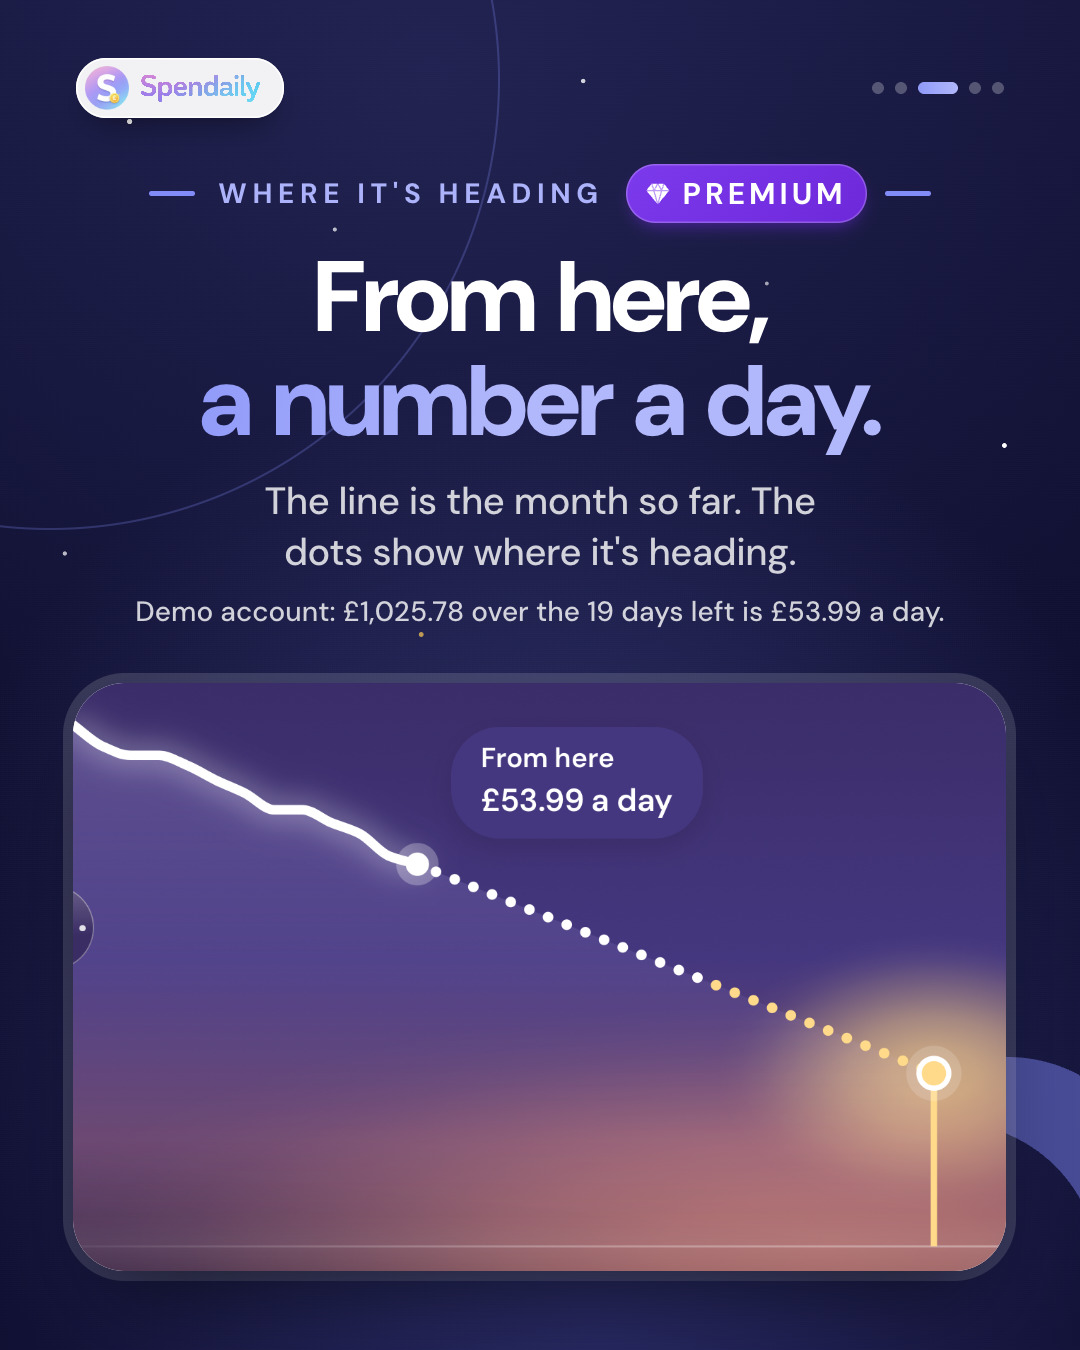 Spendaily
WHERE IT'S HEADING
PREMIUM
From here,
a number a day.
The line is the month so far. The
dots show where it's heading.
Demo account: £1,025.78 over the 19 days left is £53.99 a day.
From here
£53.99 a day